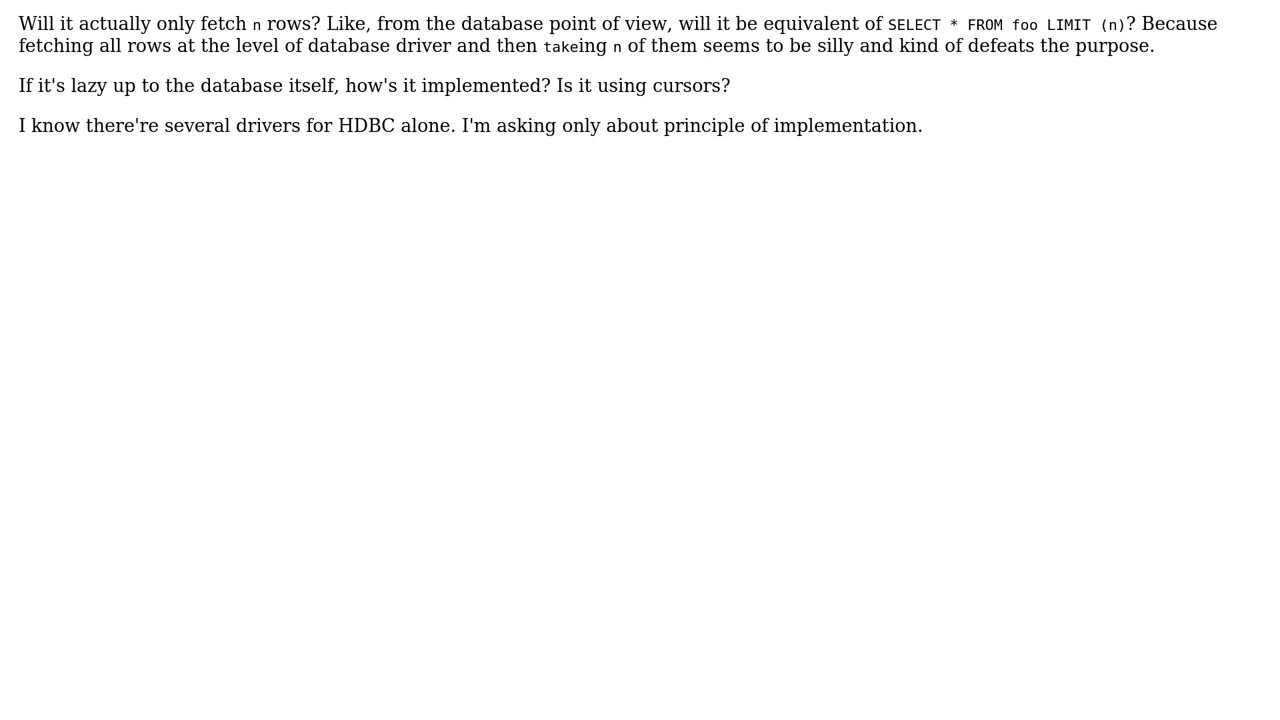 Will it actually only fetch n rows? Like, from the database point of view, will it be equivalent of SELECT * FROM foo LIMIT (n)? Because
fetching all rows at the level of database driver and then takeing n of them seems to be silly and kind of defeats the purpose.
If it's lazy up to the database itself, how's it implemented? Is it using cursors?
I know there're several drivers for HDBC alone. I'm asking only about principle of implementation.